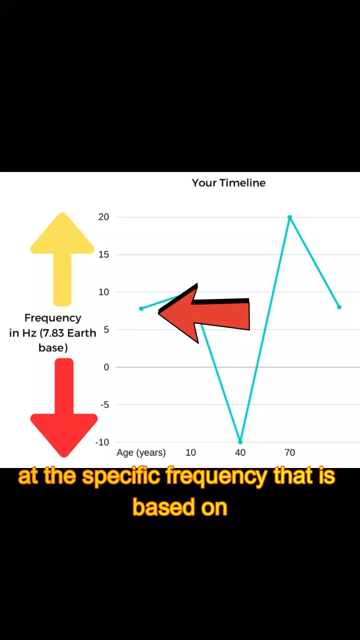 Your Timeline
20
15
10
5
0
-5
-10
Frequency
in Hz (7.83 Earth
base)
Age (years) 10 40 70
at the specific frequency that is
based on